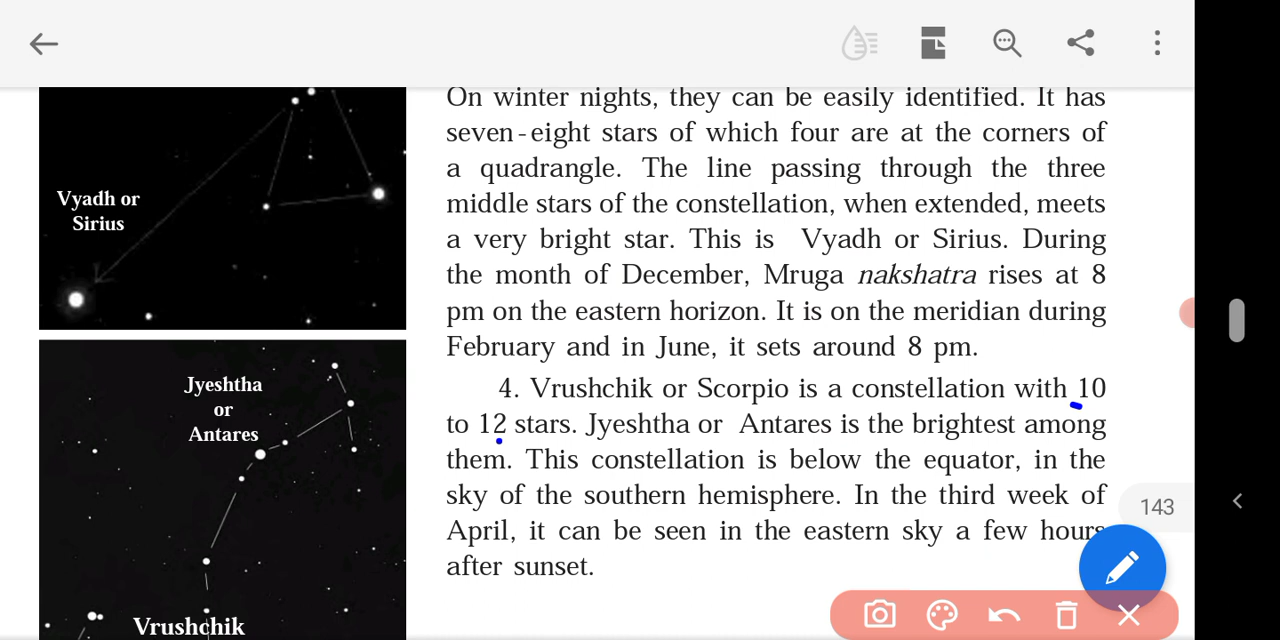 On winter nights, they can be easily identified. It has
seven-eight stars of which four are at the corners of
a quadrangle. The line passing through the three
middle stars of the constellation, when extended, meets
a very bright star. This is Vyadh or Sirius. During
the month of December, Mruga nakshatra rises at 8
pm on the eastern horizon. It is on the meridian during
February and in June, it sets around 8 pm.
4. Vrushchik or Scorpio is a constellation with 10
to 12 stars. Jyeshtha or Antares is the brightest among
them. This constellation is below the equator, in the
sky of the southern hemisphere. In the third week of
April, it can be seen in the eastern sky a few hours
after sunset.
Vyadh or
Sirius
Jyeshtha
or
Antares
Vrushchik
143